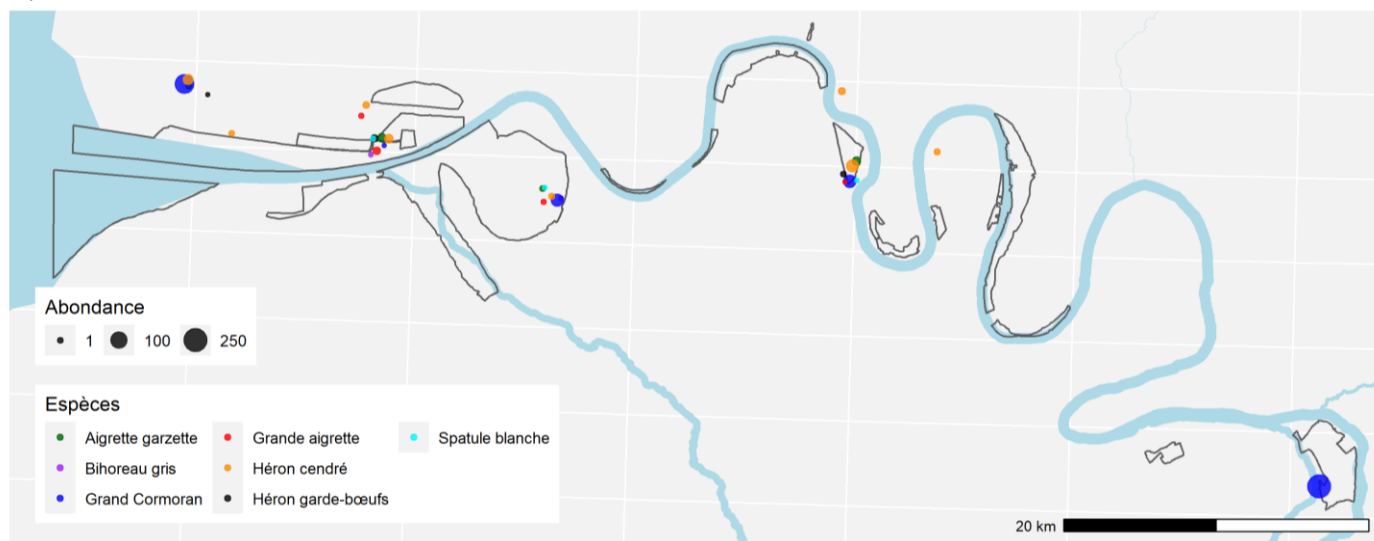 Abondance
1 100 250
Espèces
Aigrette garzette Grande aigrette Spatule blanche
Bihoreau gris Héron cendré
Grand Cormoran Héron garde-bœufs
20 km